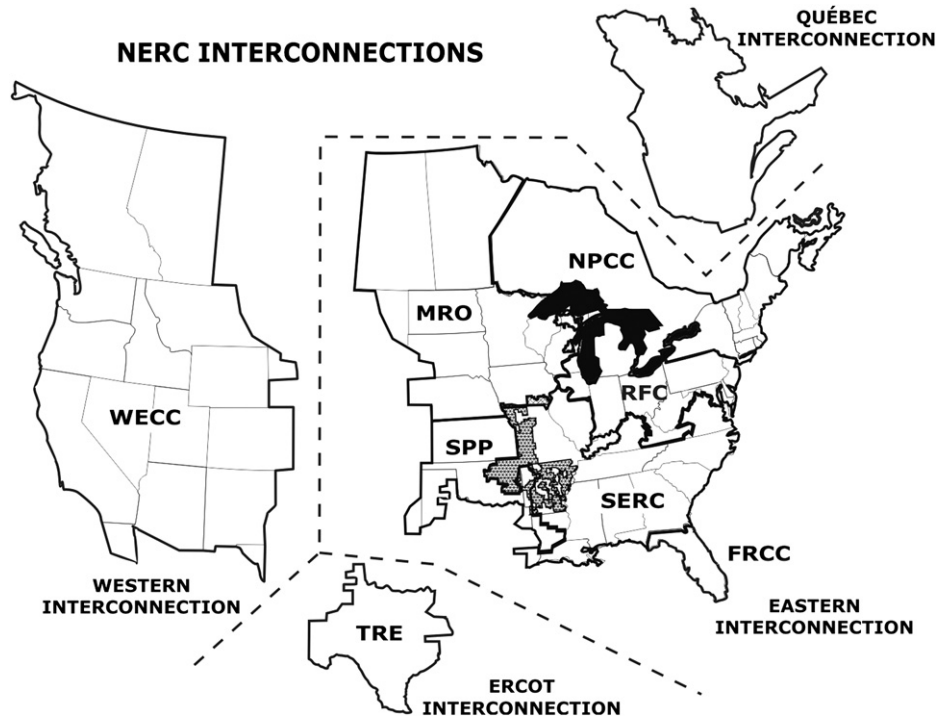 QUÉBEC
INTERCONNECTION
NERC INTERCONNECTIONS
NPCC
MRO
RFC
WECC
SPP
SERC
FRCC
WESTERN
INTERCONNECTION
EASTERN
INTERCONNECTION
TRE
ERCOT
INTERCONNECTION